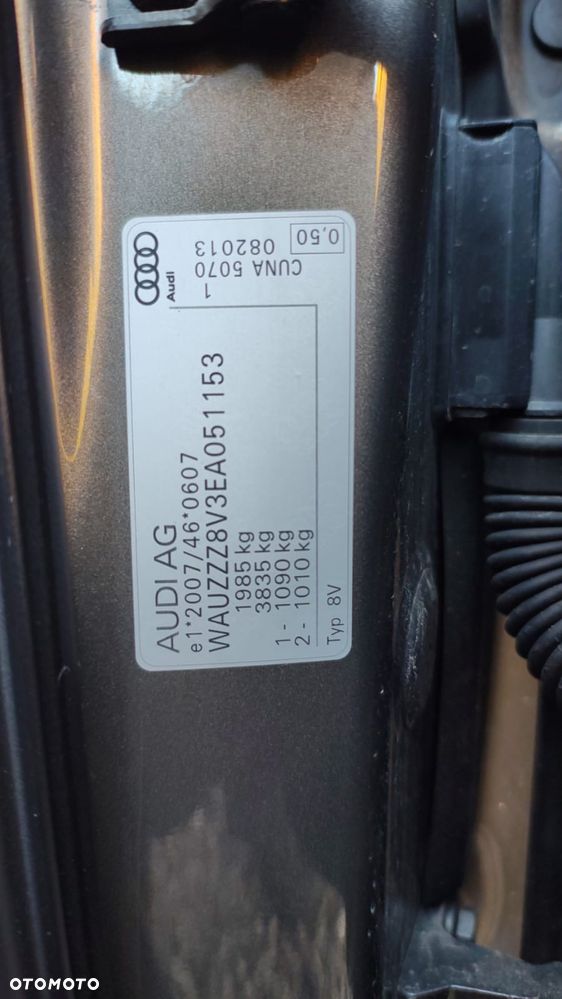 AUDI AG
e1*2007/46*0607
WAUZZZ8V3EA051153
1985 kg
3835 kg
1 - 1090 kg
2 - 1010 kg
Typ 8V
Audi
1
CUNA 5070
082013
0,50
OTOMOTO